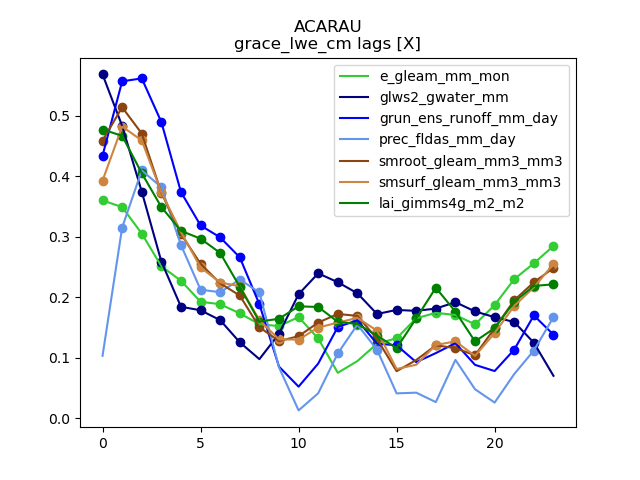 ACARAU
grace_lwe_cm lags [X]
e_gleam_mm_mon
glws2_gwater_mm
grun_ens_runoff_mm_day
prec_fldas_mm_day
smroot_gleam_mm3_mm3
smsurf_gleam_mm3_mm3
lai_gimms4g_m2_m2
0.5
0.4
0.3
0.2
0.1
0.0
0 5 10 15 20